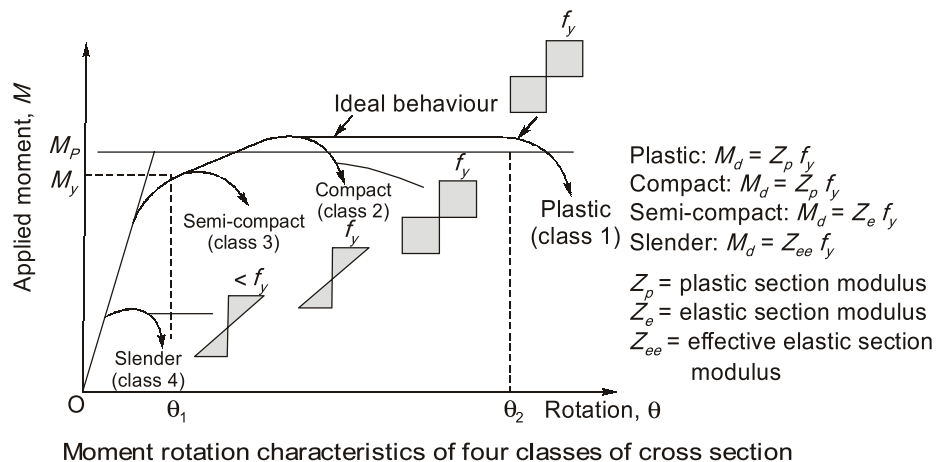 f_y
Ideal behaviour
Applied moment, M
M_P
M_y
f_y
Compact
(class 2)
Semi-compact
(class 3)
f_y
Plastic
(class 1)
< f_y
Slender
(class 4)
Plastic: M_d = Z_p f_y
Compact: M_d = Z_p f_y
Semi-compact: M_d = Z_e f_y
Slender: M_d = Z_ee f_y
Z_p = plastic section modulus
Z_e = elastic section modulus
Z_ee = effective elastic section
modulus
O
θ_1
θ_2
Rotation, θ
Moment rotation characteristics of four classes of cross section